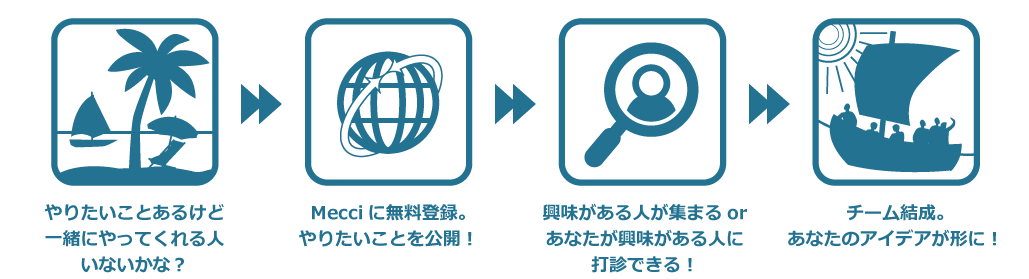 やりたいことあるけど
一緒にやってくれる人
いないかな？
Mecci に無料登録。
やりたいことを公開！
興味がある人が集まる or
あなたが興味がある人に
打診できる！
チーム結成。
あなたのアイデアが形に！